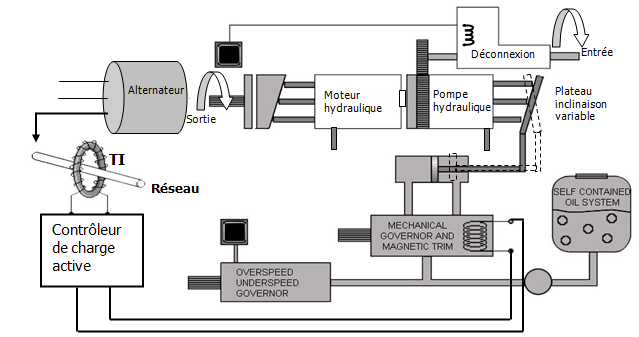 Déconnexion
Entrée
Alternateur
Sortie
Moteur
hydraulique
Pompe
hydraulique
Plateau
inclinaison
variable
TI
Réseau
Contrôleur
de charge
active
MECHANICAL
GOVERNOR AND
MAGNETIC TRIM
SELF CONTAINED
OIL SYSTEM
OVERSPEED
UNDERSPEED
GOVERNOR